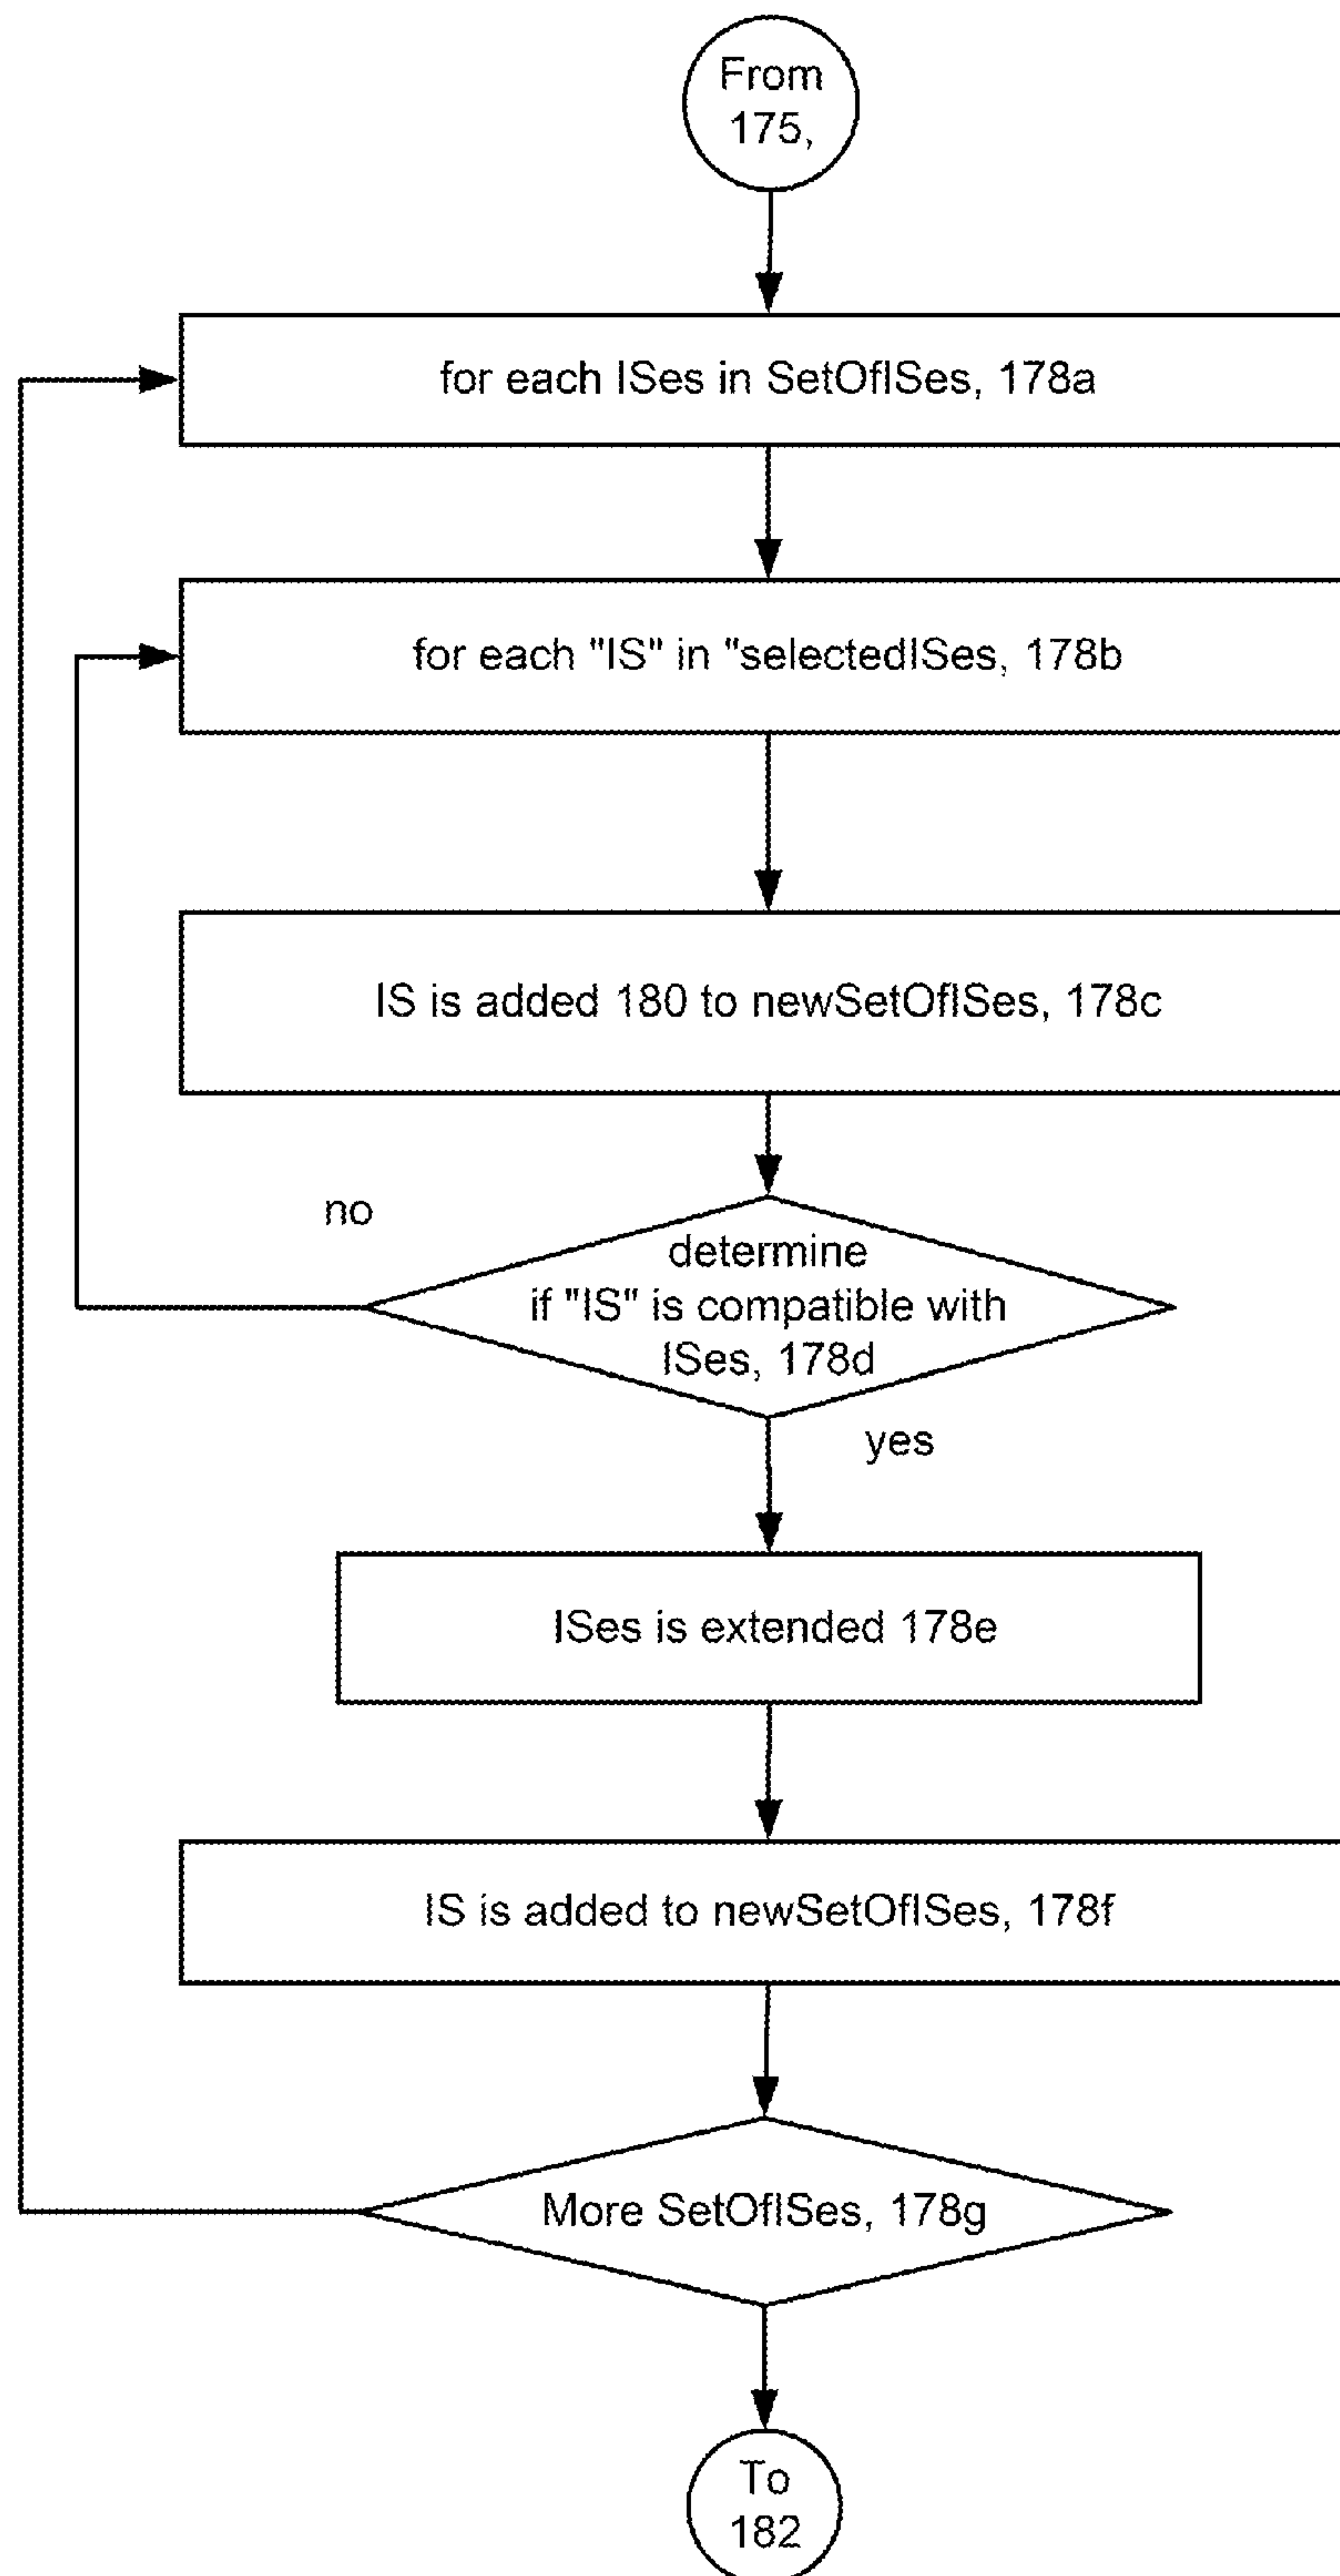 From
175,
for each ISes in SetOfISes, 178a
for each "IS" in "selectedISes, 178b
IS is added 180 to newSetOfISes, 178c
no
determine
if "IS" is compatible with
ISes, 178d
yes
ISes is extended 178e
IS is added to newSetOfISes, 178f
More SetOfISes, 178g
To
182